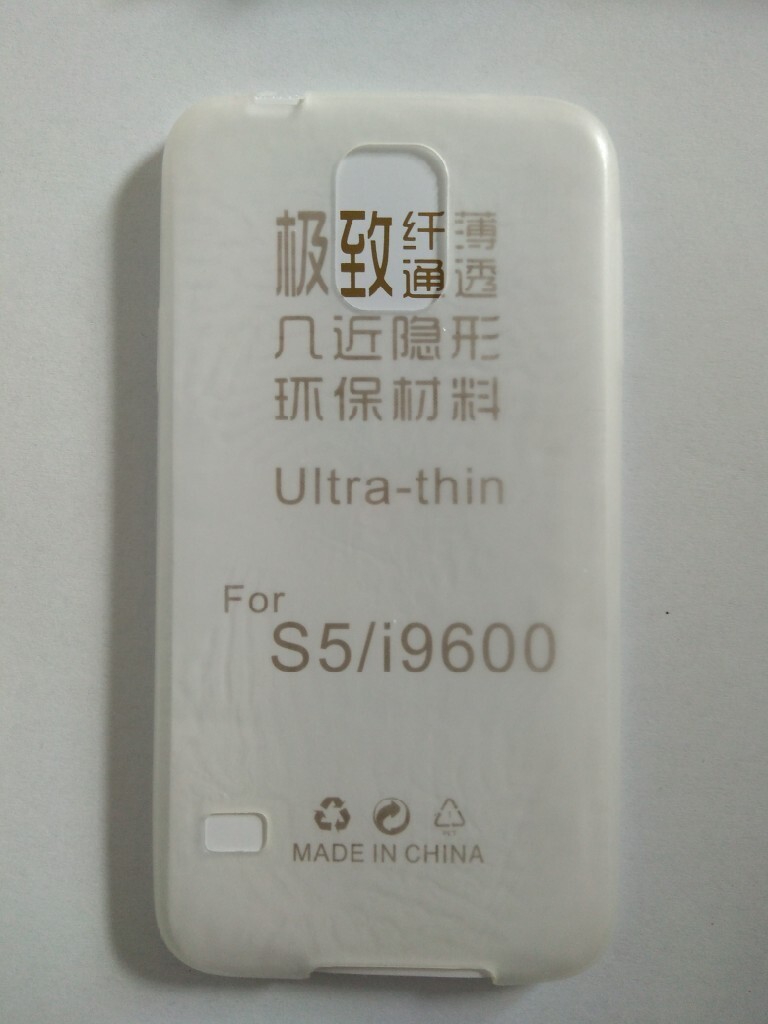 极致纤薄
通透
几近隐形
环保材料
Ultra-thin
For
S5/i9600
MADE IN CHINA